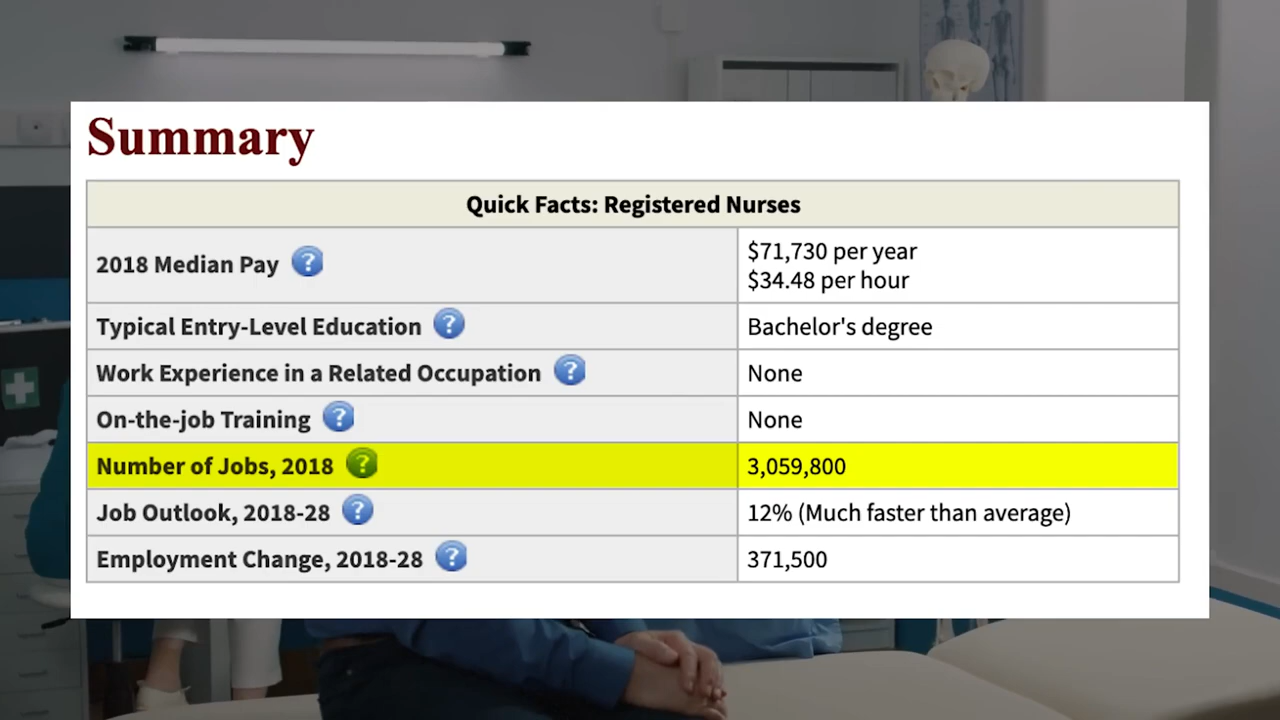 Summary
Quick Facts: Registered Nurses
2018 Median Pay ?
$71,730 per year
$34.48 per hour
Typical Entry-Level Education ?
Bachelor's degree
Work Experience in a Related Occupation ?
None
On-the-job Training ?
None
Number of Jobs, 2018 ?
3,059,800
Job Outlook, 2018-28 ?
12% (Much faster than average)
Employment Change, 2018-28 ?
371,500